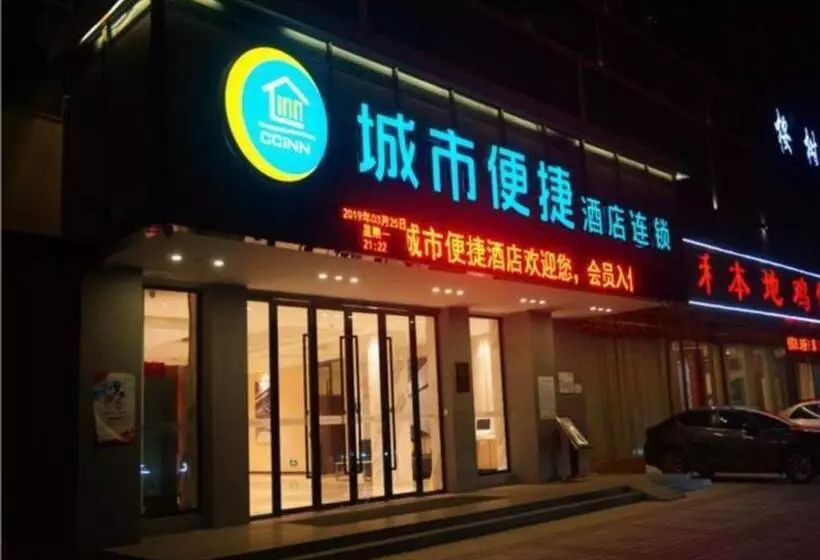 INN
CCINN
城市便捷 酒店连锁
2019年03月25日
星期一
21:22
城市便捷酒店欢迎您，会员入住
本地鸡